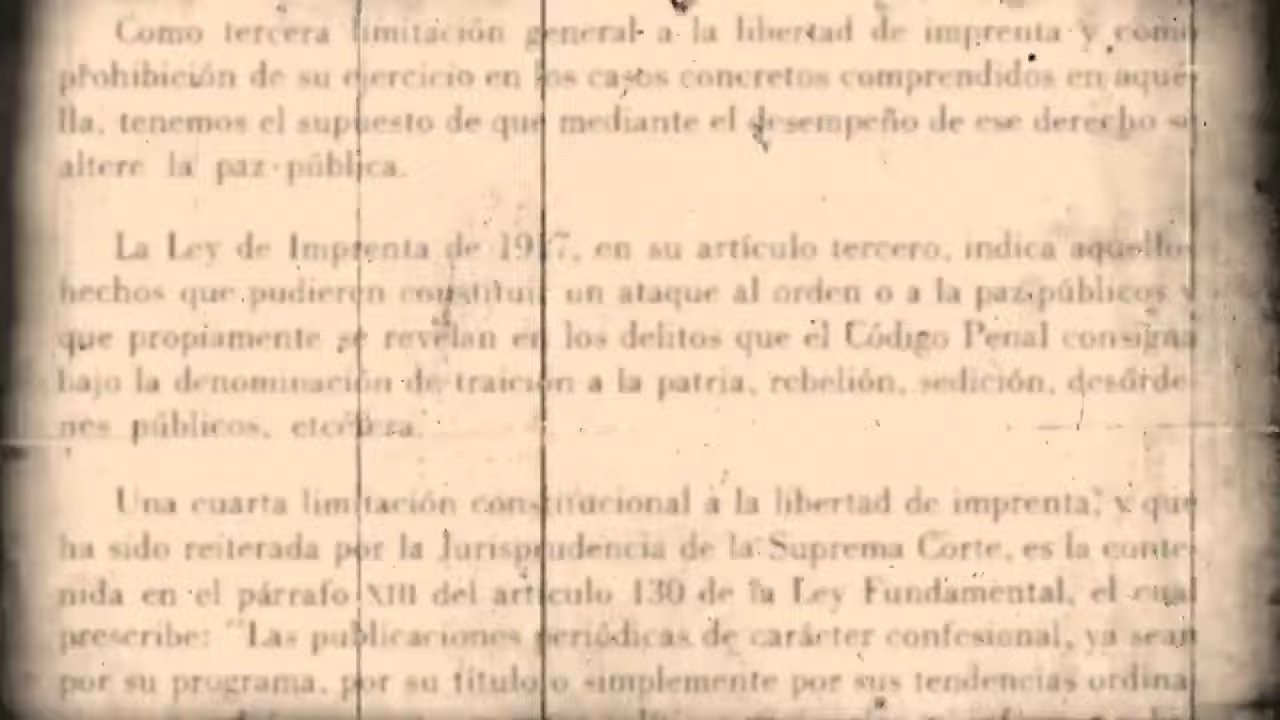 Como tercera limitación general a la libertad de imprenta y como
prohibición de su ejercicio en los casos concretos comprendidos en aque-
lla, tenemos el supuesto de que mediante el desempeño de ese derecho se
altere la paz pública.
La Ley de Imprenta de 1917, en su artículo tercero, indica aquellos
hechos que pudieren constituir un ataque al orden o a la paz públicos y
que propiamente se revelan en los delitos que el Código Penal consigna
bajo la denominación de traición a la patria, rebelión, sedición, desórde-
nes públicos, etcétera.
Una cuarta limitación constitucional a la libertad de imprenta, y que
ha sido reiterada por la Jurisprudencia de la Suprema Corte, es la conte-
nida en el párrafo XIII del artículo 130 de la Ley Fundamental, el cual
prescribe: "Las publicaciones periódicas de carácter confesional, ya sean
por su programa, por su título o simplemente por sus tendencias ordina-